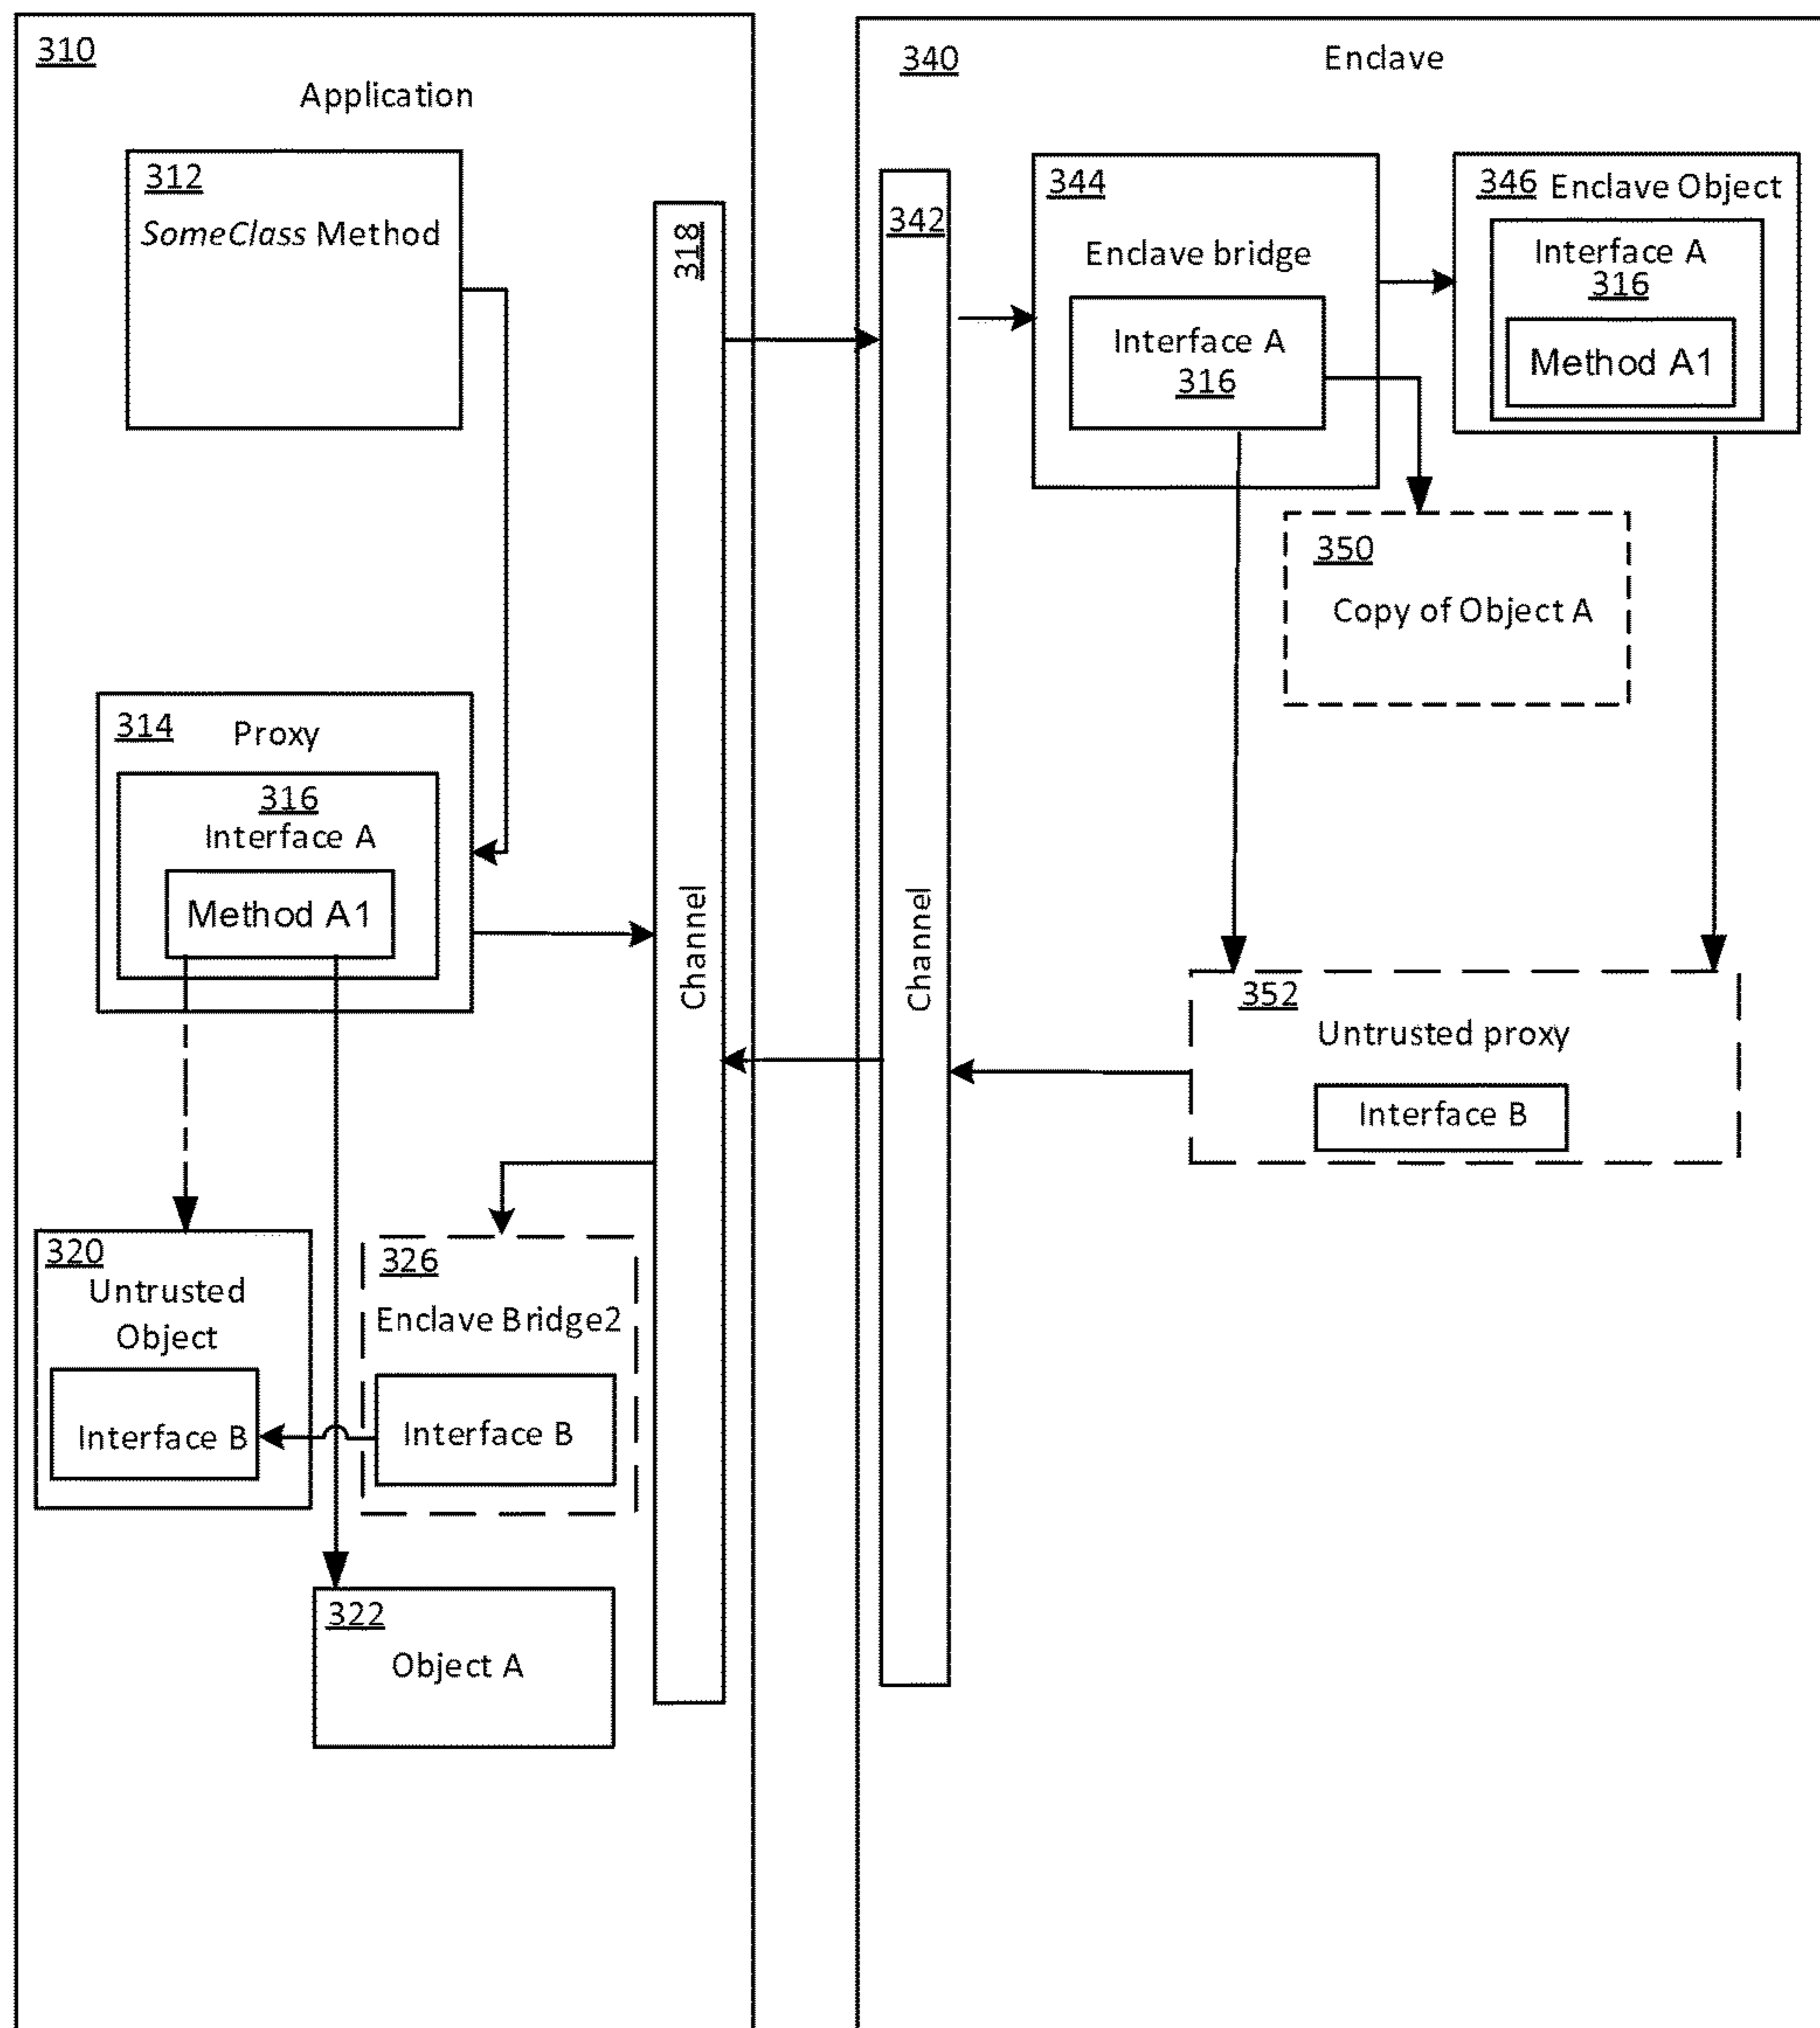 310
Application
312
SomeClass Method
318
Channel
314
Proxy
316
Interface A
Method A1
320
Untrusted
Object
Interface B
326
Enclave Bridge2
Interface B
322
Object A
340
Enclave
342
Channel
344
Enclave bridge
Interface A
316
346 Enclave Object
Interface A
316
Method A1
350
Copy of Object A
352
Untrusted proxy
Interface B